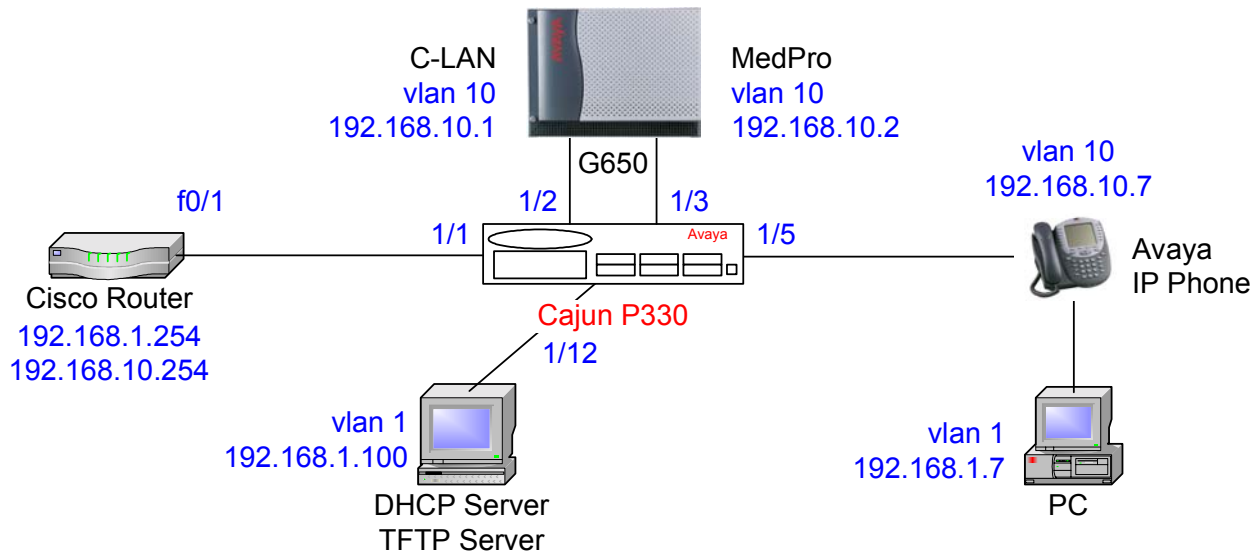 C-LAN
vlan 10
192.168.10.1
Avaya
MedPro
vlan 10
192.168.10.2
G650
vlan 10
192.168.10.7
Avaya
IP Phone
f0/1
1/1
1/2
1/3
1/5
Avaya
Cisco Router
192.168.1.254
192.168.10.254
Cajun P330
1/12
vlan 1
192.168.1.100
DHCP Server
TFTP Server
vlan 1
192.168.1.7
PC